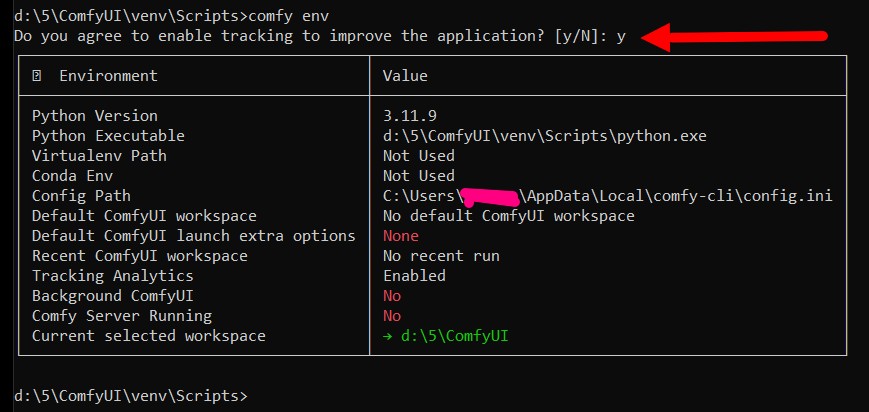 d:\5\ComfyUI\venv\Scripts>comfy env
Do you agree to enable tracking to improve the application? [y/N]: y
Environment Value
Python Version 3.11.9
Python Executable d:\5\ComfyUI\venv\Scripts\python.exe
Virtualenv Path Not Used
Conda Env Not Used
Config Path C:\Users\ \AppData\Local\comfy-cli\config.ini
Default ComfyUI workspace No default ComfyUI workspace
Default ComfyUI launch extra options None
Recent ComfyUI workspace No recent run
Tracking Analytics Enabled
Background ComfyUI No
Comfy Server Running No
Current selected workspace → d:\5\ComfyUI
d:\5\ComfyUI\venv\Scripts>